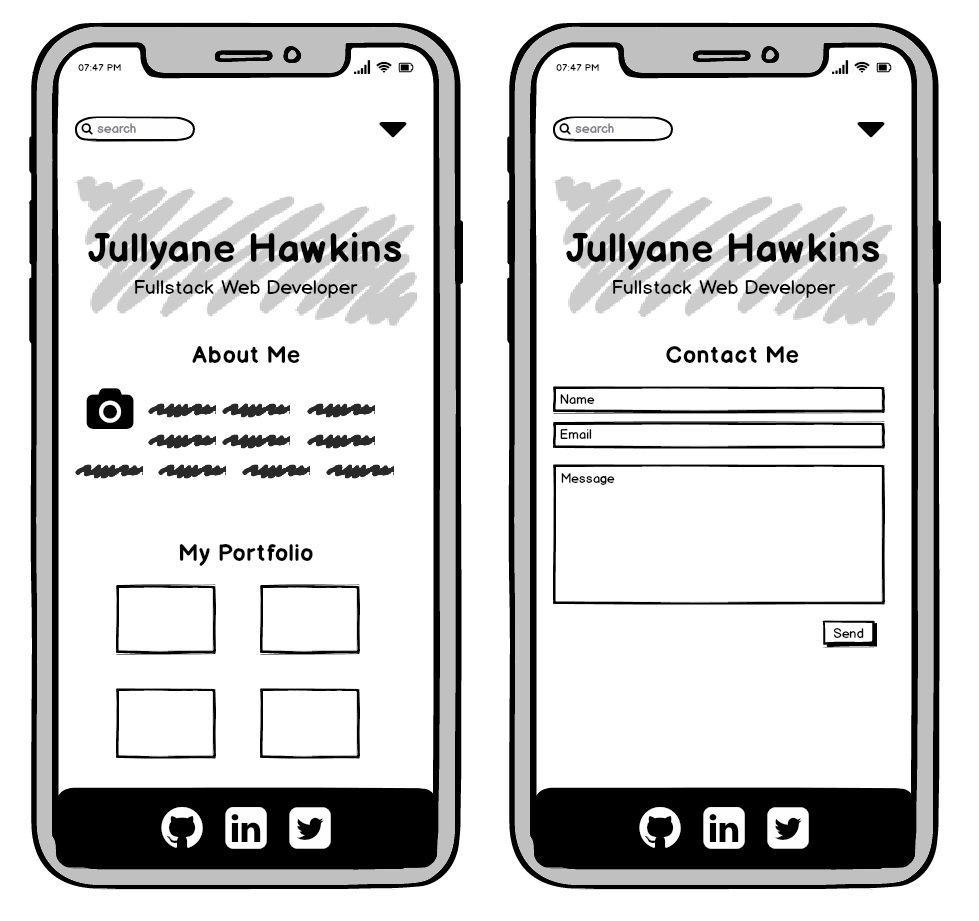 07:47 PM
search
Jullyane Hawkins
Fullstack Web Developer
About Me
My Portfolio
in
07:47 PM
search
Jullyane Hawkins
Fullstack Web Developer
Contact Me
Name
Email
Message
Send
in